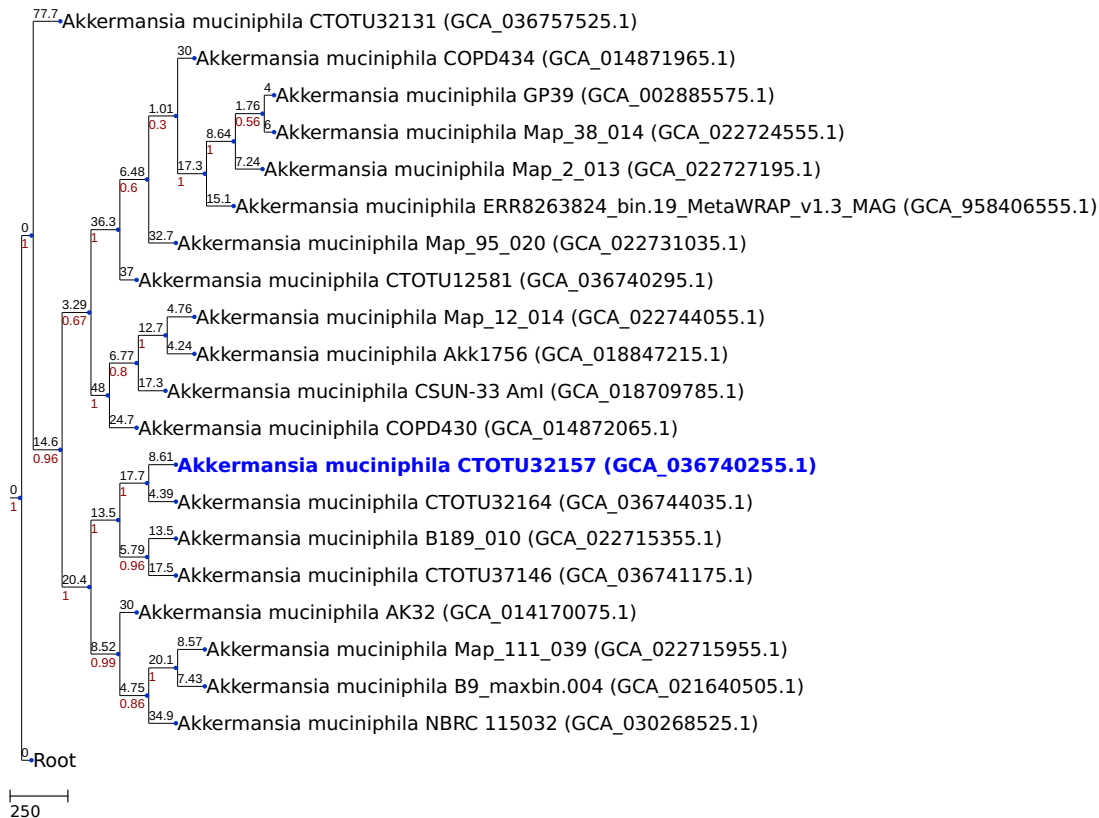 77.7 Akkermansia muciniphila CTOTU32131 (GCA_036757525.1)
30 Akkermansia muciniphila COPD434 (GCA_014871965.1)
4 Akkermansia muciniphila GP39 (GCA_002885575.1)
1.01 1.76
0.3 0.56 6 Akkermansia muciniphila Map_38_014 (GCA_022724555.1)
8.64
1
17.3 7.24 Akkermansia muciniphila Map_2_013 (GCA_022727195.1)
6.48 1
0.6 15.1 Akkermansia muciniphila ERR8263824_bin.19_MetaWRAP_v1.3_MAG (GCA_958406555.1)
0 36.3
1 1 32.7 Akkermansia muciniphila Map_95_020 (GCA_022731035.1)
37 Akkermansia muciniphila CTOTU12581 (GCA_036740295.1)
3.29 4.76 Akkermansia muciniphila Map_12_014 (GCA_022744055.1)
0.67 12.7
1
6.77 4.24 Akkermansia muciniphila Akk1756 (GCA_018847215.1)
0.8
48 17.3 Akkermansia muciniphila CSUN-33 AmI (GCA_018709785.1)
1
24.7 Akkermansia muciniphila COPD430 (GCA_014872065.1)
14.6
0.96 8.61 Akkermansia muciniphila CTOTU32157 (GCA_036740255.1)
17.7
0 1
1 4.39 Akkermansia muciniphila CTOTU32164 (GCA_036744035.1)
13.5
1 13.5 Akkermansia muciniphila B189_010 (GCA_022715355.1)
5.79
0.96 17.5 Akkermansia muciniphila CTOTU37146 (GCA_036741175.1)
20.4
1 30 Akkermansia muciniphila AK32 (GCA_014170075.1)
8.52 8.57 Akkermansia muciniphila Map_111_039 (GCA_022715955.1)
0.99 20.1
1
4.75 7.43 Akkermansia muciniphila B9_maxbin.004 (GCA_021640505.1)
0.86
34.9 Akkermansia muciniphila NBRC 115032 (GCA_030268525.1)
0 Root
250